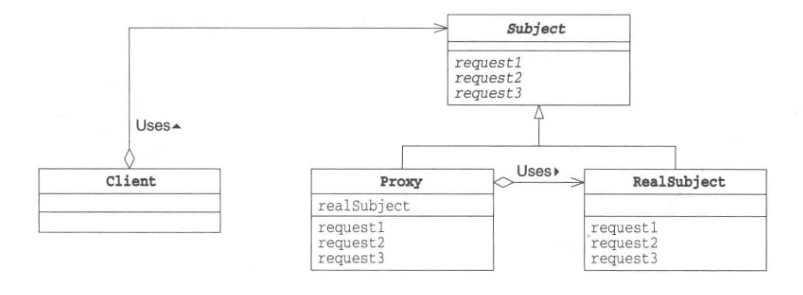 Subject
request1
request2
request3
Uses▲
Client
Proxy
realSubject
request1
request2
request3
Uses▶
RealSubject
request1
request2
request3